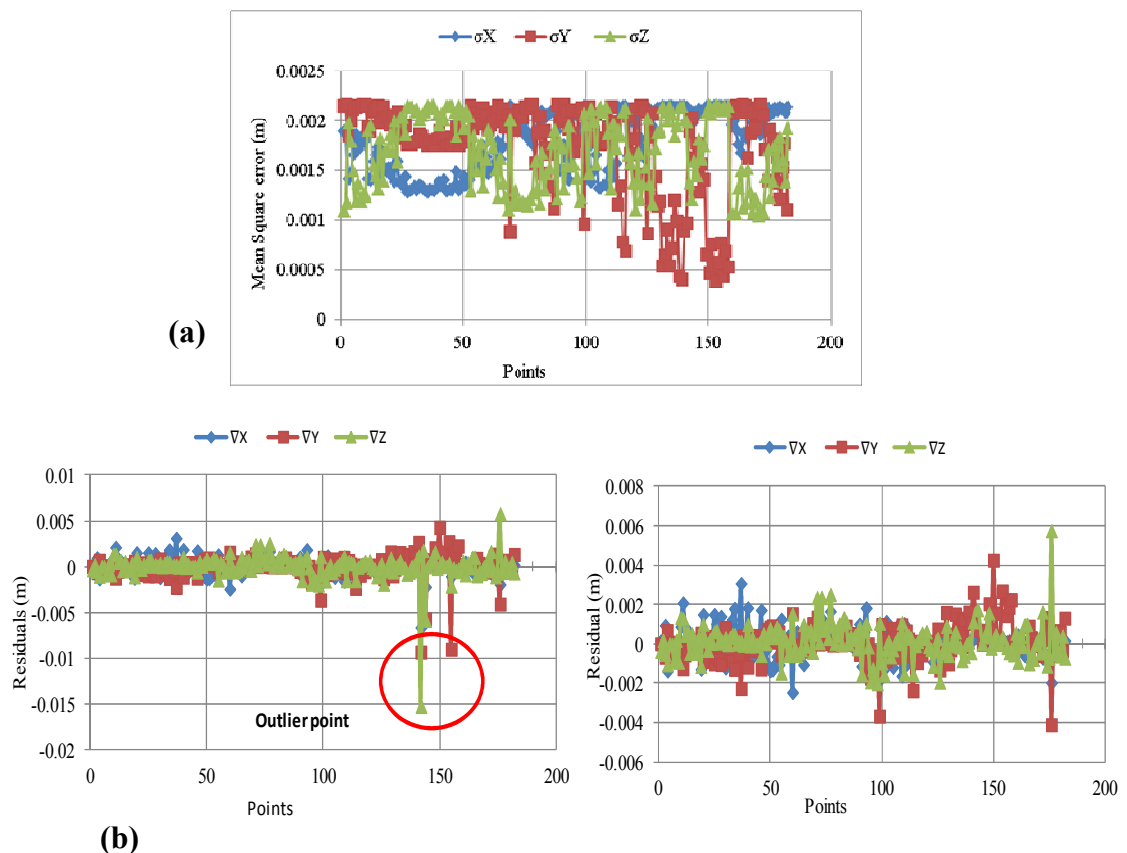 σX σY σZ
0.0025
0.002
0.0015
0.001
0.0005
0
Mean Square error (m)
0 50 100 150 200
Points
(a)
∇X ∇Y ∇Z
0.01
0.005
0
-0.005
-0.01
-0.015
-0.02
Residuals (m)
Outlier point
0 50 100 150 200
Points
∇X ∇Y ∇Z
0.008
0.006
0.004
0.002
0
-0.002
-0.004
-0.006
Residual (m)
0 50 100 150 200
Points
(b)